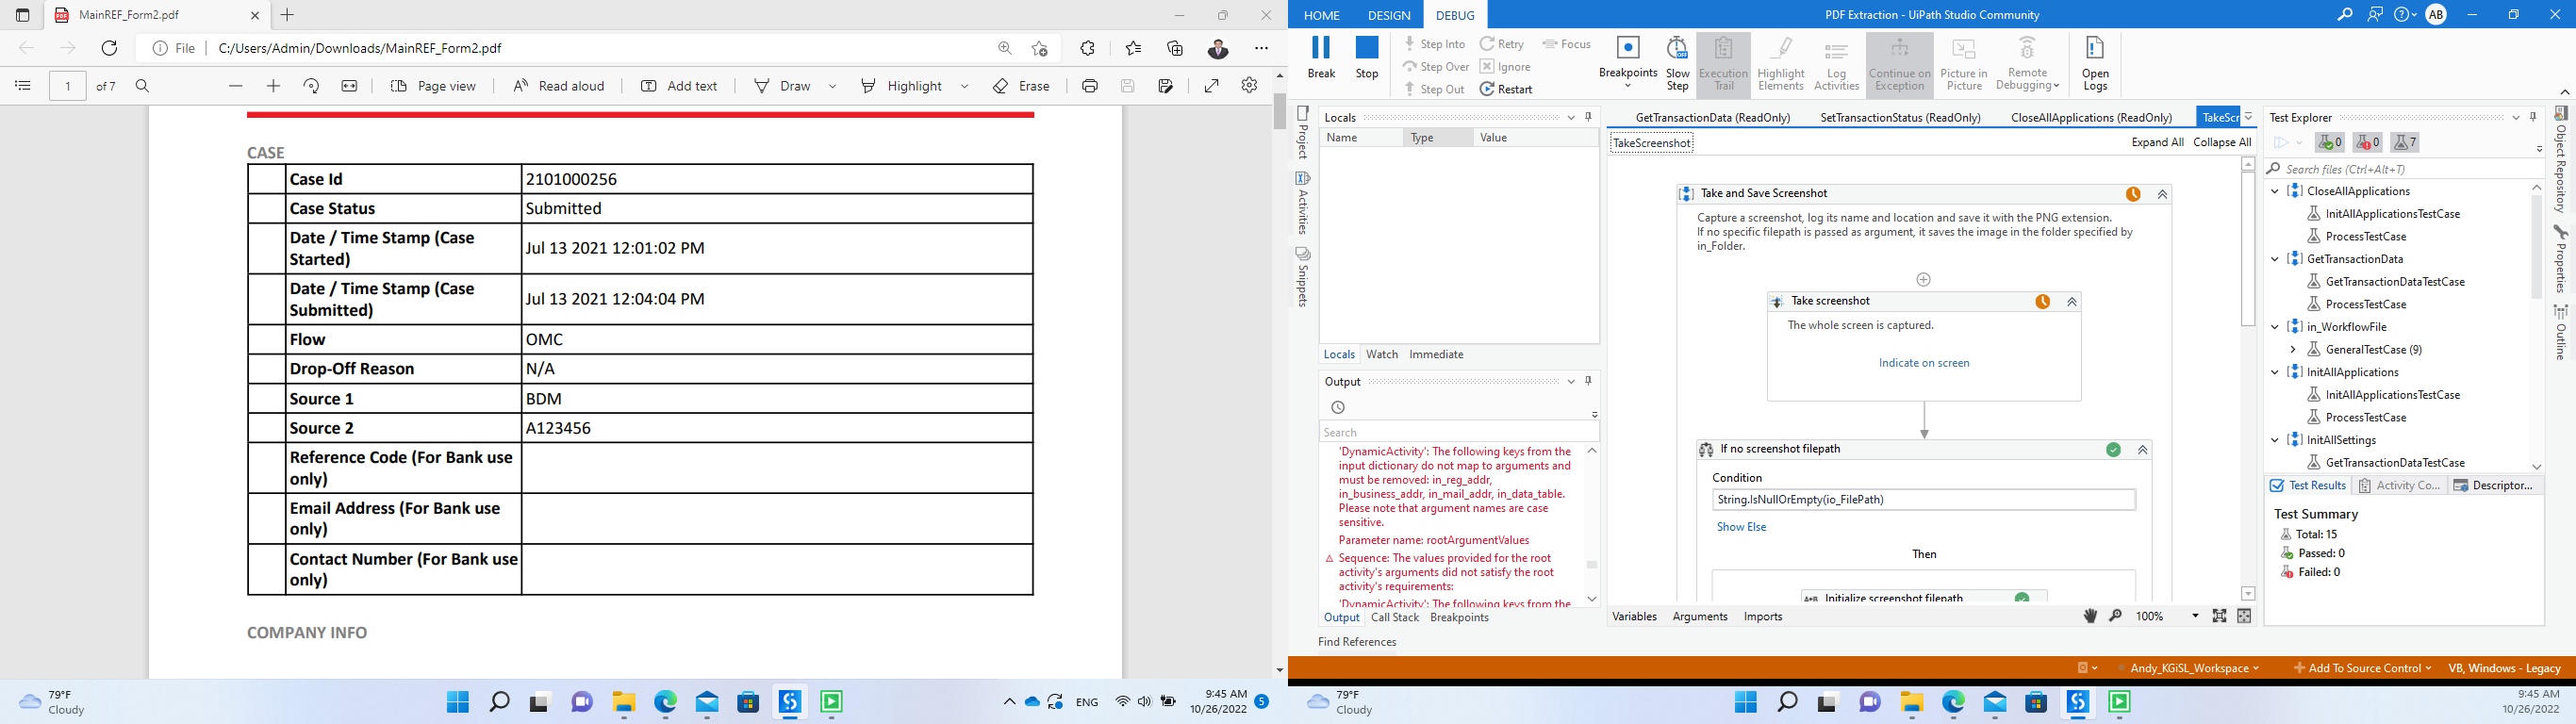 MainREF_Form2.pdf
File
C:/Users/Admin/Downloads/MainREF_Form2.pdf
1
of 7
Page view
Read aloud
Add text
Draw
Highlight
Erase
CASE
Case Id
2101000256
Case Status
Submitted
Date / Time Stamp (Case
Started)
Jul 13 2021 12:01:02 PM
Date / Time Stamp (Case
Submitted)
Jul 13 2021 12:04:04 PM
Flow
OMC
Drop-Off Reason
N/A
Source 1
BDM
Source 2
A123456
Reference Code (For Bank use
only)
Email Address (For Bank use
only)
Contact Number (For Bank use
only)
COMPANY INFO
79°F
Cloudy
ENG
9:45 AM
10/26/2022
5
HOME
DESIGN
DEBUG
PDF Extraction - UiPath Studio Community
AB
Break
Stop
Step Into
Step Over
Step Out
Retry
Ignore
Restart
Focus
Breakpoints
Slow
Step
Execution
Trail
Highlight
Elements
Log
Activities
Continue on
Exception
Picture in
Picture
Remote
Debugging
Open
Logs
Project
Activities
Snippets
Locals
Name
Type
Value
Locals
Watch
Immediate
Output
Search
'DynamicActivity': The following keys from the
input dictionary do not map to arguments and
must be removed: in_reg_addr,
in_business_addr, in_mail_addr, in_data_table.
Please note that argument names are case
sensitive.
Parameter name: rootArgumentValues
Sequence: The values provided for the root
activity's arguments did not satisfy the root
activity's requirements:
'DynamicActivity': The following keys from the
Output
Call Stack
Breakpoints
Find References
GetTransactionData (ReadOnly)
SetTransactionStatus (ReadOnly)
CloseAllApplications (ReadOnly)
TakeScr
TakeScreenshot
Expand All
Collapse All
Take and Save Screenshot
Capture a screenshot, log its name and location and save it with the PNG extension.
If no specific filepath is passed as argument, it saves the image in the folder specified by
in_Folder.
Take screenshot
The whole screen is captured.
Indicate on screen
If no screenshot filepath
Condition
String.IsNullOrEmpty(io_FilePath)
Show Else
Then
A+B Initialize screenshot filepath
Variables
Arguments
Imports
100%
Test Explorer
0
0
7
Search files (Ctrl+Alt+T)
CloseAllApplications
InitAllApplicationsTestCase
ProcessTestCase
GetTransactionData
GetTransactionDataTestCase
ProcessTestCase
in_WorkflowFile
GeneralTestCase (9)
InitAllApplications
InitAllApplicationsTestCase
ProcessTestCase
InitAllSettings
GetTransactionDataTestCase
Test Results
Activity Co...
Descriptor...
Test Summary
Total: 15
Passed: 0
Failed: 0
Object Repository
Properties
Outline
Andy_KGiSL_Workspace
Add To Source Control
VB, Windows - Legacy
79°F
Cloudy
9:45 AM
10/26/2022